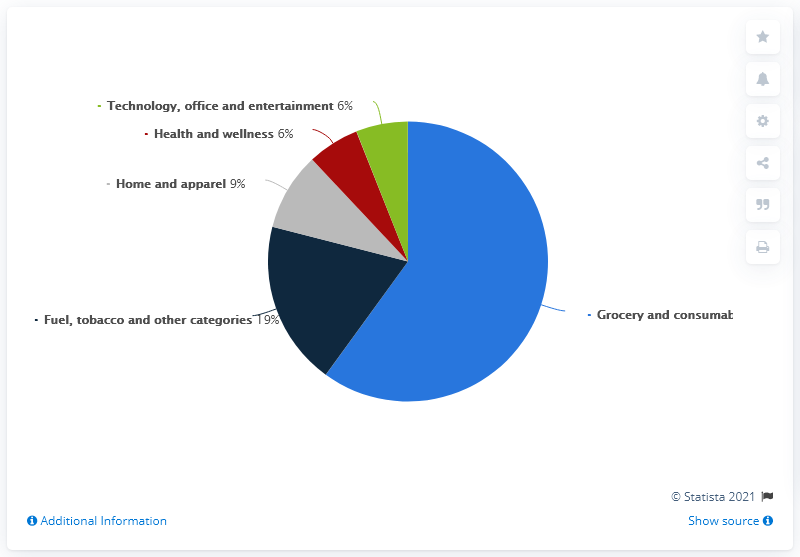 Technology, office and entertainment 6%
Health and wellness 6%
Home and apparel 9%
Fuel, tobacco and other categories 19%
Grocery and consumab
© Statista 2021
Additional Information
Show source